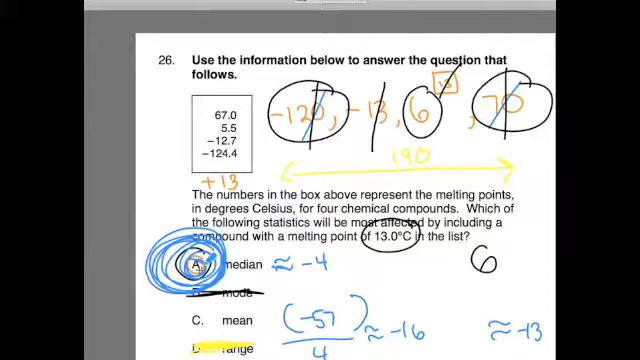 26. Use the information below to answer the question that
follows.
-120, -13, 6 13, 70
67.0
5.5
-12.7
-124.4
+13
190
The numbers in the box above represent the melting points,
in degrees Celsius, for four chemical compounds. Which of
the following statistics will be most affected by including a
compound with a melting point of 13.0°C in the list?
A. median ≈ -4 6
mode
C. mean (-57)/4 ≈ -16 ≈ -13
D. range